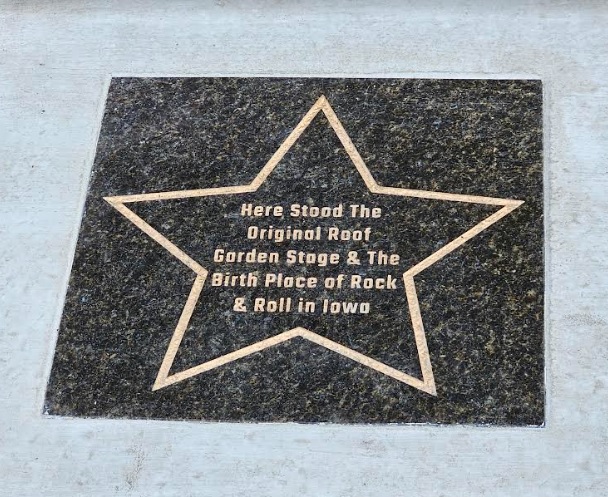 Here Stood The
Original Roof
Garden Stage & The
Birth Place of Rock
& Roll in Iowa